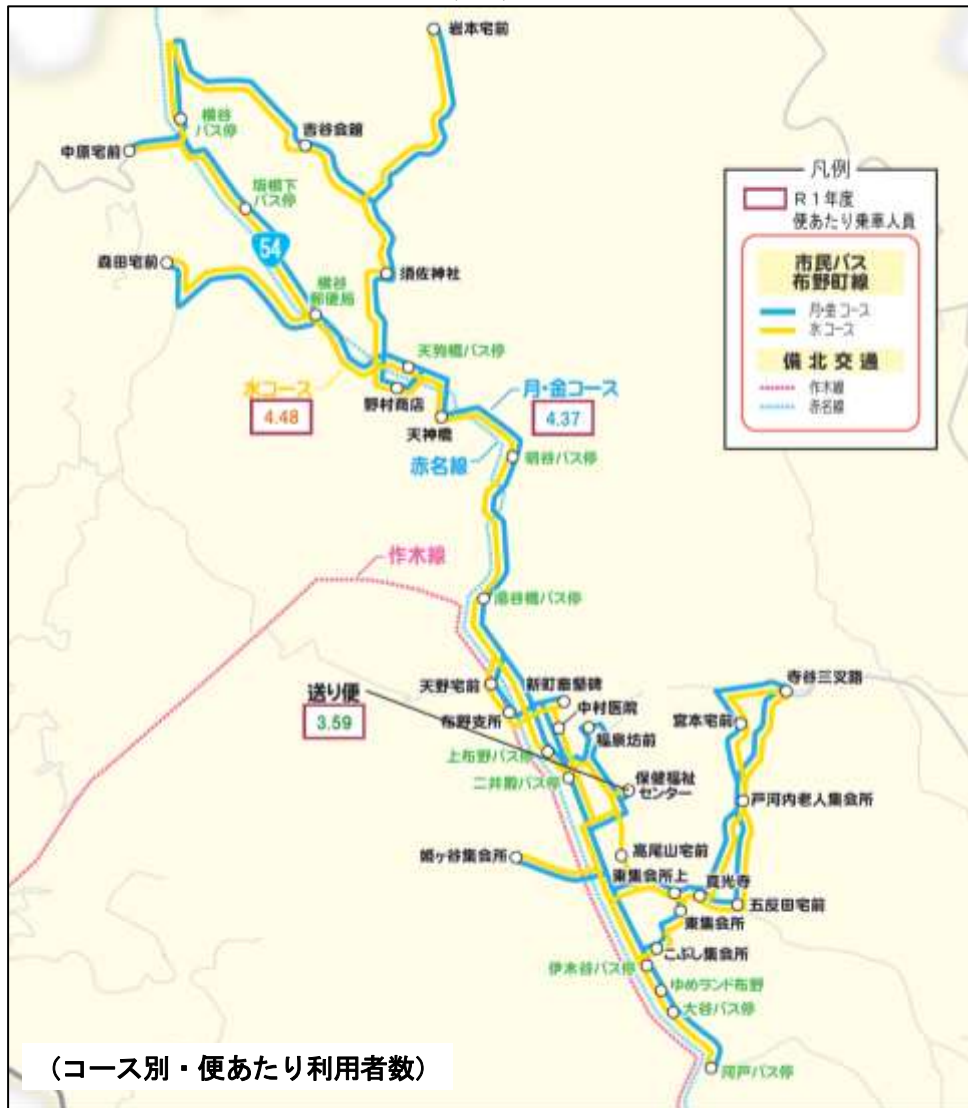 岩本宅前
横谷
バス停
吉谷会館
中原宅前
凡例
R1年度
便あたり乗車人員
バス停
54
市民バス
布野町線
月・金コース
水コース
備北交通
作木線
赤名線
森田宅前
須佐神社
横谷
郵便局
天狗橋バス停
水コース
4.48
野村商店
天神橋
月・金コース
4.37
赤名線
明谷バス停
作木線
湯谷橋バス停
寺谷三叉路
天野宅前
新町墾碑
送り便
3.59
中村医院
布野支所
宮本宅前
福泉坊前
上布野バス停
二井殿バス停
保健福祉
センター
戸河内老人集会所
姫ヶ谷集会所
高尾山宅前
東集会所上
真光寺
五反田宅前
東集会所
こぶし集会所
伊木谷バス停
ゆめランド布野
大谷バス停
(コース別・便あたり利用者数)
バス停